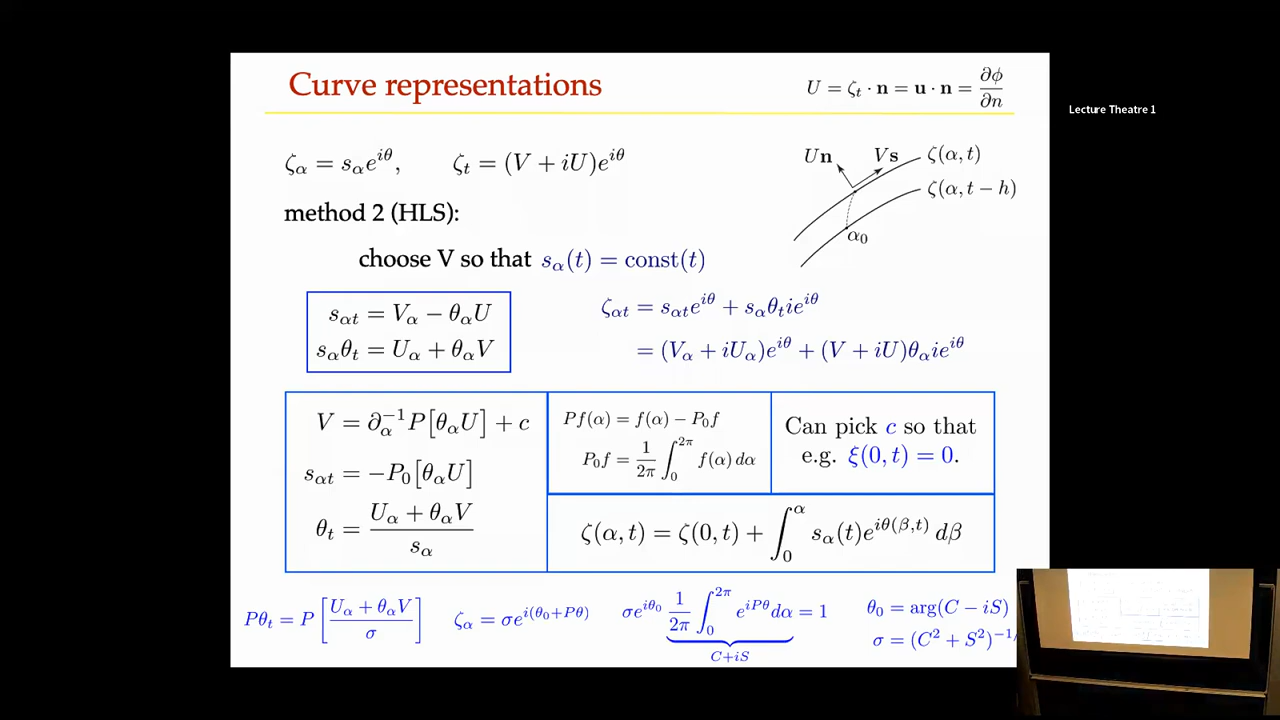 Curve representations
U = ζ_t · n = u · n = ∂ϕ/∂n
Lecture Theatre 1
ζ_α = s_α e^{iθ}, ζ_t = (V + iU)e^{iθ}
Un Vs ζ(α, t)
ζ(α, t − h)
α_0
method 2 (HLS):
choose V so that s_α(t) = const(t)
s_{αt} = V_α − θ_α U
s_α θ_t = U_α + θ_α V
ζ_{αt} = s_{αt} e^{iθ} + s_α θ_t i e^{iθ}
= (V_α + iU_α)e^{iθ} + (V + iU)θ_α i e^{iθ}
V = ∂_α^{−1} P[θ_α U] + c
s_{αt} = −P_0[θ_α U]
θ_t = (U_α + θ_α V)/s_α
Pf(α) = f(α) − P_0 f
P_0 f = 1/2π ∫_0^{2π} f(α) dα
Can pick c so that
e.g. ξ(0, t) = 0.
ζ(α, t) = ζ(0, t) + ∫_0^α s_α(t)e^{iθ(β,t)} dβ
Pθ_t = P[(U_α + θ_α V)/σ]
ζ_α = σe^{i(θ_0+Pθ)}
σe^{iθ_0} 1/2π ∫_0^{2π} e^{iPθ} dα = 1
C+iS
θ_0 = arg(C − iS)
σ = (C² + S²)^{−1/